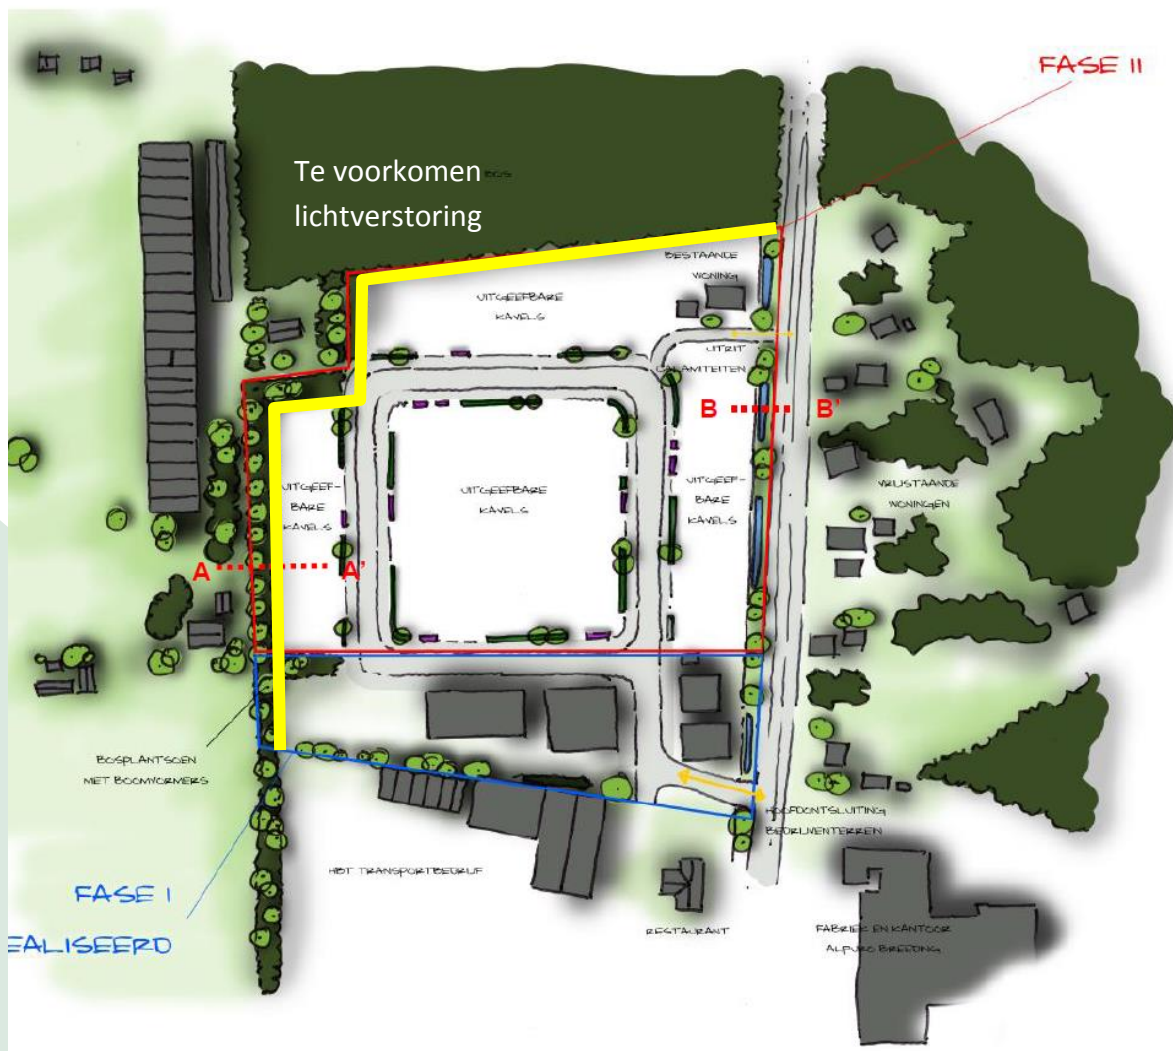 FASE II
Te voorkomen
BOS
lichtverstoring
BESTAANDE
WONING
UITGEEFBARE
KAVELS
UITRIT
CALAMITEITEN
B B'
UITGEEF-
BARE
KAVELS
UITGEEFBARE
KAVELS
UITGEEF-
BARE
KAVELS
VRIJSTAANDE
WONINGEN
A A'
BOSPLANTSOEN
MET BOOMVORMERS
HOOFDONTSLUITING
BEDRIJVENTERREIN
HBT TRANSPORTBEDRIJF
FASE I
EALISEERD
RESTAURANT
FABRIEK EN KANTOOR
ALPURO BREEDING